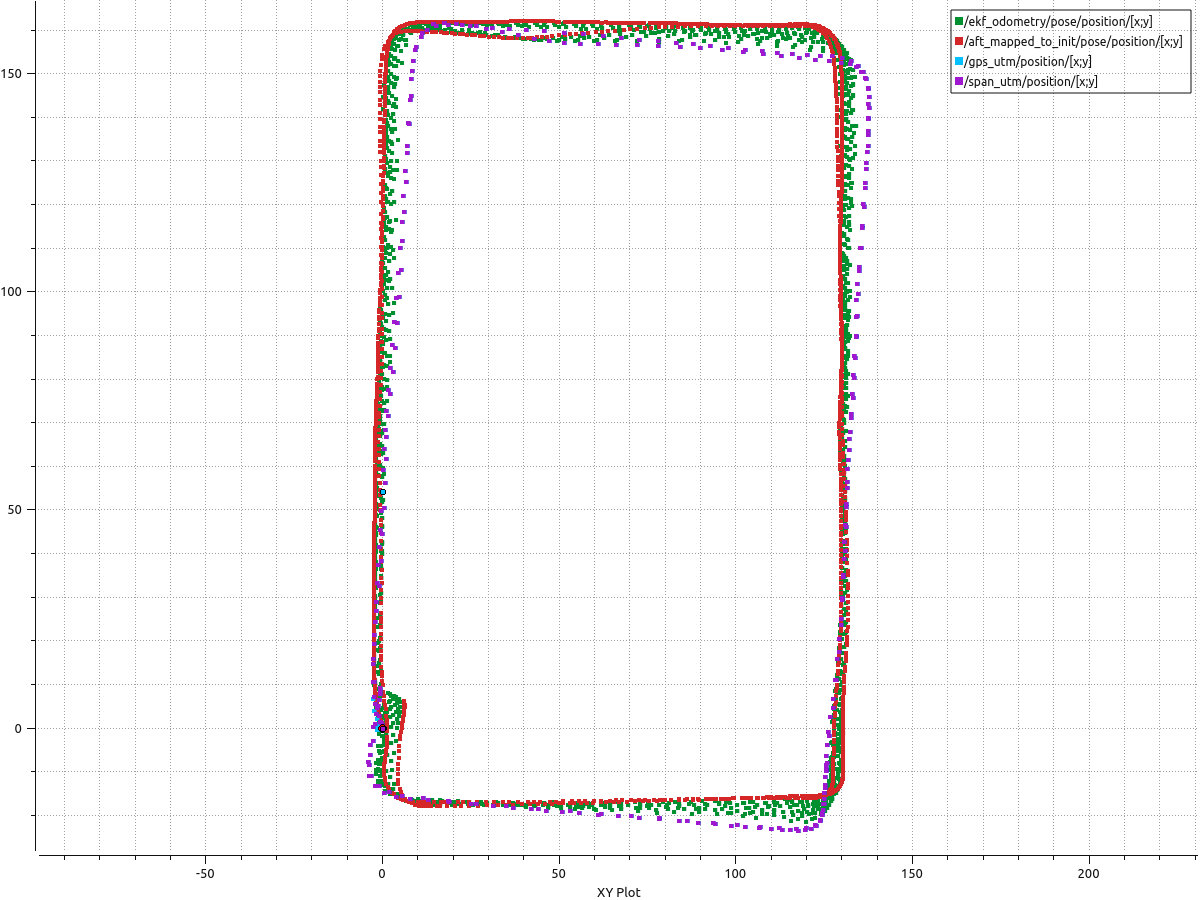 /ekf_odometry/pose/position/[x;y]
/aft_mapped_to_init/pose/position/[x;y]
/gps_utm/position/[x;y]
/span_utm/position/[x;y]
150
100
50
0
-50 0 50 100 150 200
XY Plot